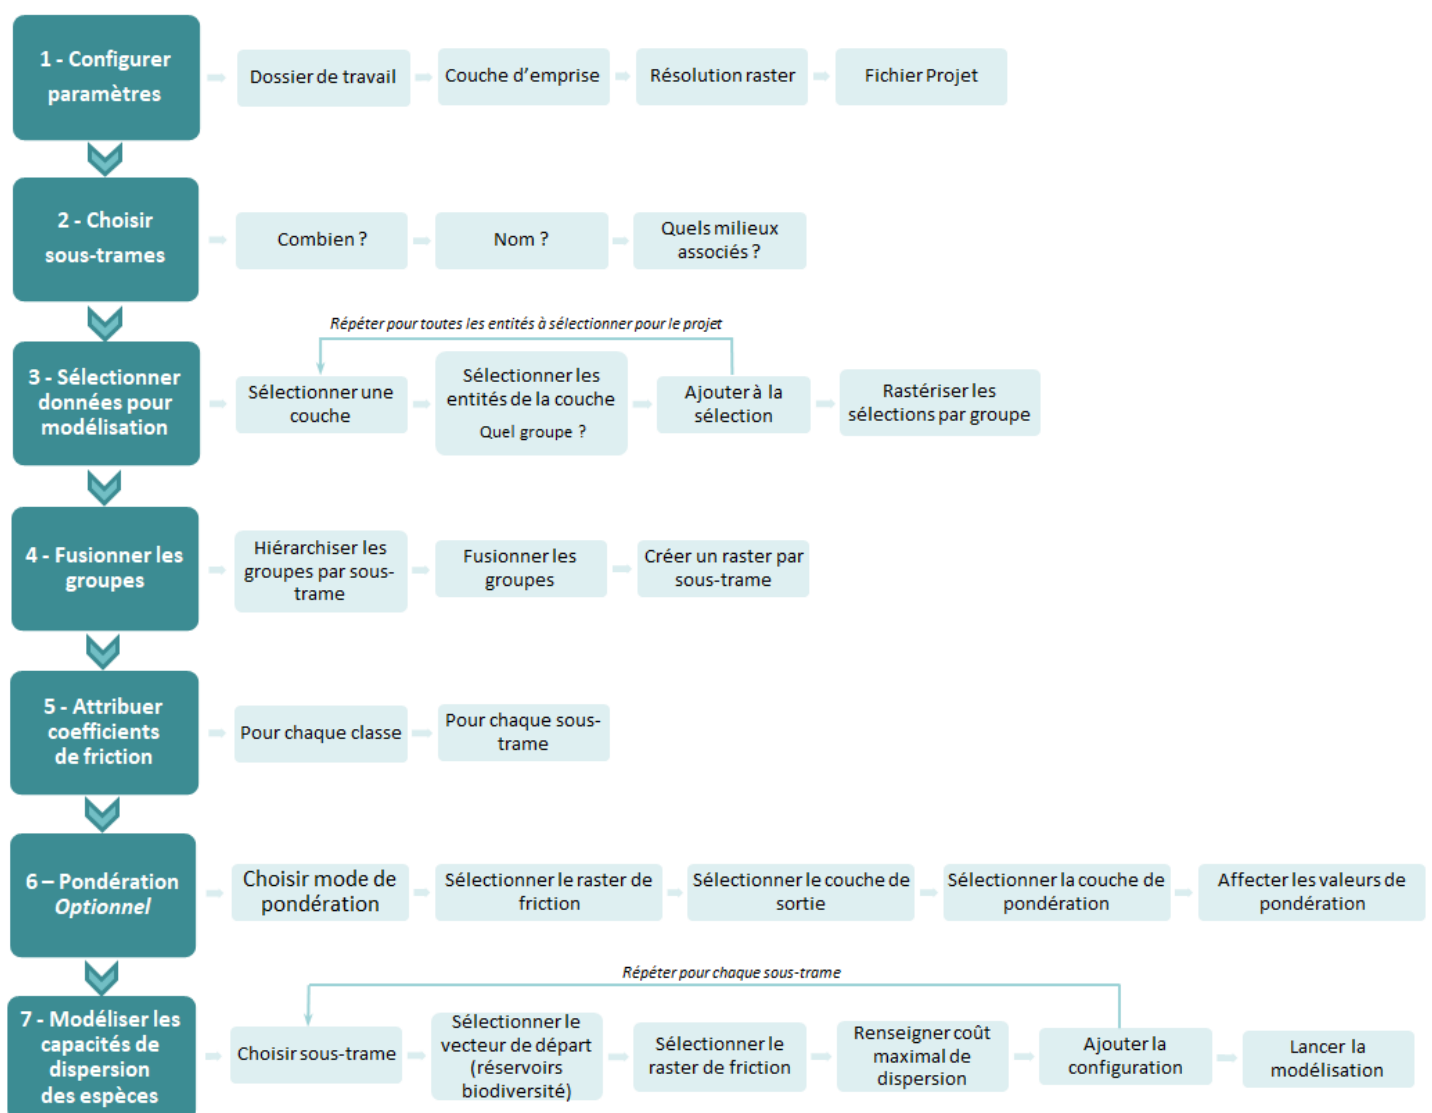 1 - Configurer
paramètres
Dossier de travail
Couche d'emprise
Résolution raster
Fichier Projet
2 - Choisir
sous-trames
Combien ?
Nom ?
Quels milieux
associés ?
Répéter pour toutes les entités à sélectionner pour le projet
3 - Sélectionner
données pour
modélisation
Sélectionner une
couche
Sélectionner les
entités de la couche
Quel groupe ?
Ajouter à la
sélection
Rastériser les
sélections par groupe
4 - Fusionner les
groupes
Hiérarchiser les
groupes par sous-
trame
Fusionner les
groupes
Créer un raster par
sous-trame
5 - Attribuer
coefficients
de friction
Pour chaque classe
Pour chaque sous-
trame
6 – Pondération
Optionnel
Choisir mode de
pondération
Sélectionner le raster de
friction
Sélectionner le couche de
sortie
Sélectionner la couche de
pondération
Affecter les valeurs de
pondération
Répéter pour chaque sous-trame
7 - Modéliser les
capacités de
dispersion
des espèces
Choisir sous-trame
Sélectionner le
vecteur de départ
(réservoirs
biodiversité)
Sélectionner le
raster de friction
Renseigner coût
maximal de
dispersion
Ajouter la
configuration
Lancer la
modélisation